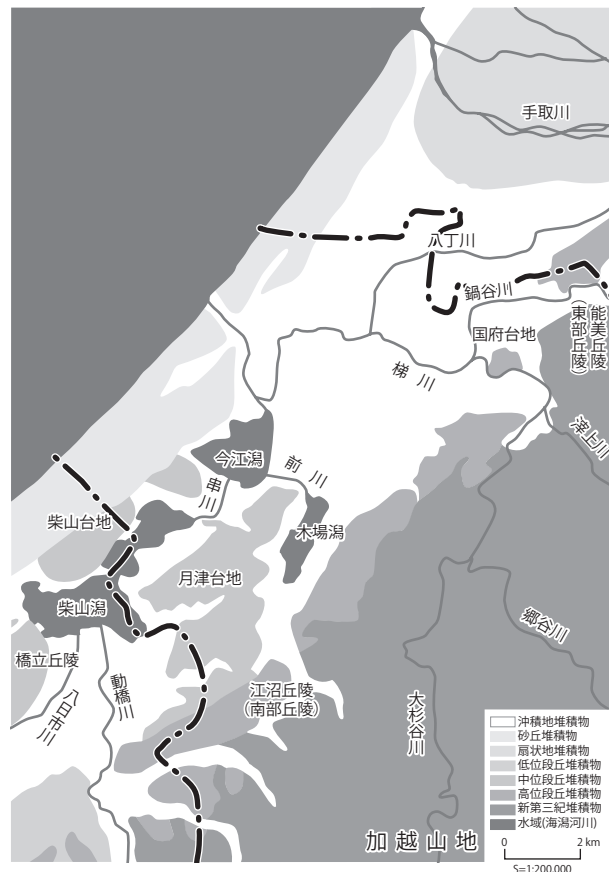 手取川
八丁川
鍋谷川
能美丘陵
（東部丘陵）
国府台地
梯川
滓上川
今江潟
前川
串川
木場潟
柴山台地
月津台地
柴山潟
郷谷川
橋立丘陵
動橋川
八日市川
江沼丘陵
（南部丘陵）
大杉谷川
加越山地
沖積地堆積物
砂丘堆積物
扇状地堆積物
低位段丘堆積物
中位段丘堆積物
高位段丘堆積物
新第三紀堆積物
水域(海潟河川)
0 2 km
S=1:200,000